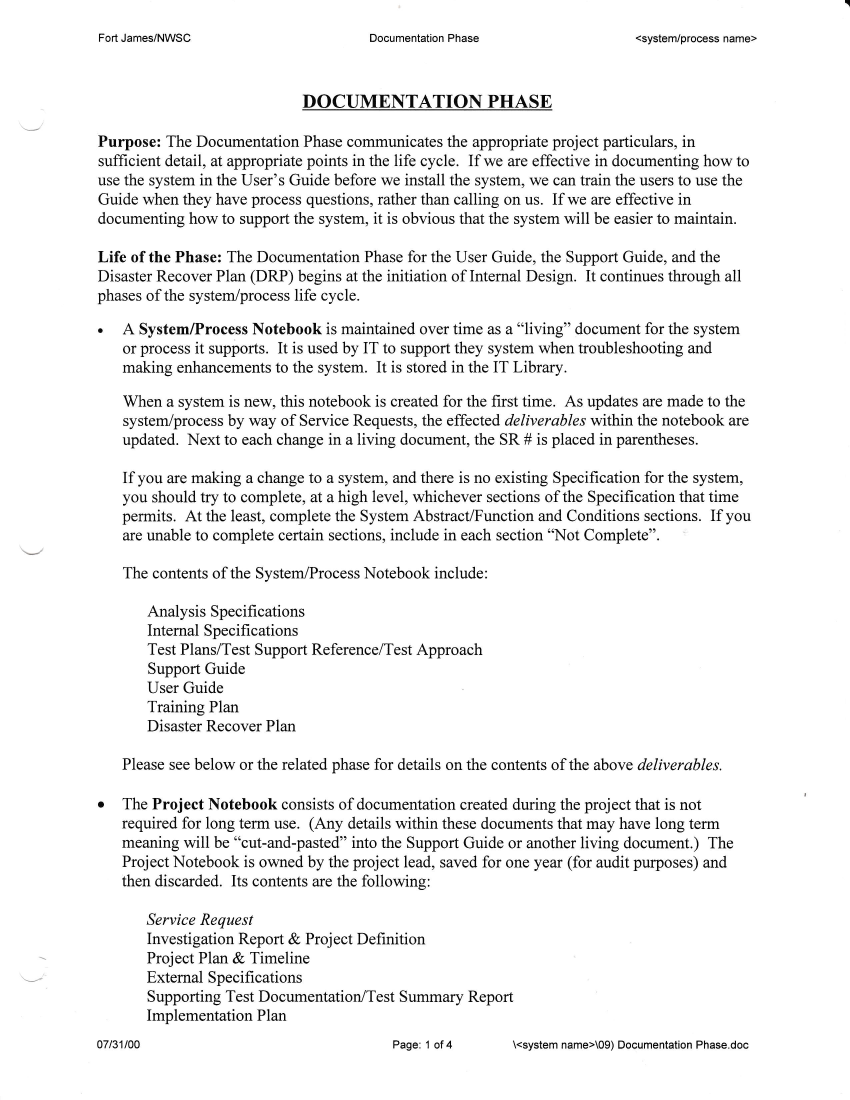 Fort James/NWSC Documentation Phase <system/process name>
DOCUMENTATION PHASE
Purpose: The Documentation Phase communicates the appropriate project particulars, in
sufficient detail, at appropriate points in the life cycle. If we are effective in documenting how to
use the system in the User's Guide before we install the system, we can train the users to use the
Guide when they have process questions, rather than calling on us. If we are effective in
documenting how to support the system, it is obvious that the system will be easier to maintain.
Life of the Phase: The Documentation Phase for the User Guide, the Support Guide, and the
Disaster Recover Plan (DRP) begins at the initiation of Internal Design. It continues through all
phases of the system/process life cycle.
• A System/Process Notebook is maintained over time as a “living” document for the system
or process it supports. It is used by IT to support they system when troubleshooting and
making enhancements to the system. It is stored in the IT Library.
When a system is new, this notebook is created for the first time. As updates are made to the
system/process by way of Service Requests, the effected deliverables within the notebook are
updated. Next to each change in a living document, the SR # is placed in parentheses.
If you are making a change to a system, and there is no existing Specification for the system,
you should try to complete, at a high level, whichever sections of the Specification that time
permits. At the least, complete the System Abstract/Function and Conditions sections. If you
are unable to complete certain sections, include in each section “Not Complete”.
The contents of the System/Process Notebook include:
Analysis Specifications
Internal Specifications
Test Plans/Test Support Reference/Test Approach
Support Guide
User Guide
Training Plan
Disaster Recover Plan
Please see below or the related phase for details on the contents of the above deliverables.
• The Project Notebook consists of documentation created during the project that is not
required for long term use. (Any details within these documents that may have long term
meaning will be “cut-and-pasted” into the Support Guide or another living document.) The
Project Notebook is owned by the project lead, saved for one year (for audit purposes) and
then discarded. Its contents are the following:
Service Request
Investigation Report & Project Definition
Project Plan & Timeline
External Specifications
Supporting Test Documentation/Test Summary Report
Implementation Plan
07/31/00 Page: 1 of 4 \<system name>\09) Documentation Phase.doc